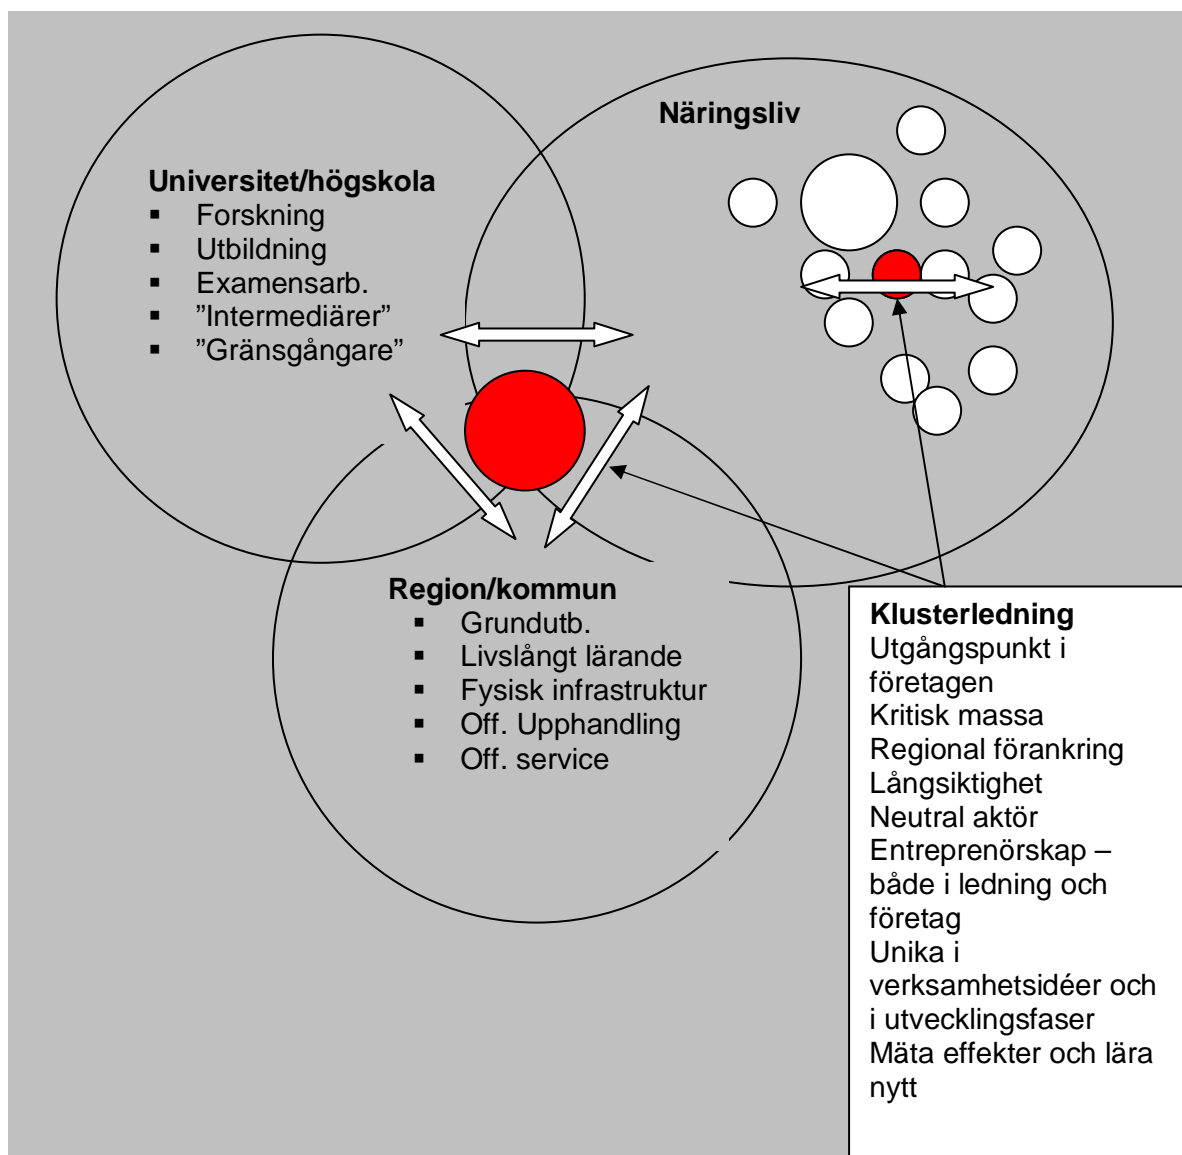 Näringsliv
Universitet/högskola
▪ Forskning
▪ Utbildning
▪ Examensarb.
▪ ”Intermediärer”
▪ ”Gränsgångare”
Region/kommun
▪ Grundutb.
▪ Livslångt lärande
▪ Fysisk infrastruktur
▪ Off. Upphandling
▪ Off. service
Klusterledning
Utgångspunkt i
företagen
Kritisk massa
Regional förankring
Långsiktighet
Neutral aktör
Entreprenörskap –
både i ledning och
företag
Unika i
verksamhetsidéer och
i utvecklingsfaser
Mäta effekter och lära
nytt